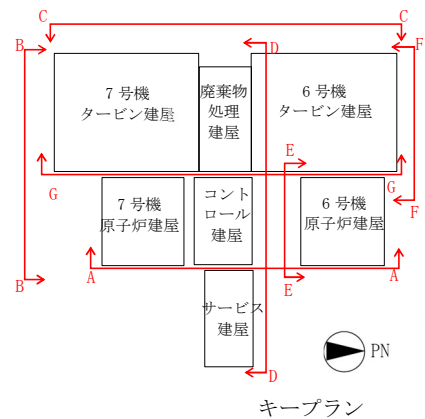 C
C
B
D
F
7 号機
タービン建屋
廃棄物
処理
建屋
6 号機
タービン建屋
E
G
G
F
7 号機
原子炉建屋
コント
ロール
建屋
6 号機
原子炉建屋
B
A
E
A
サービス
建屋
D
PN
キープラン